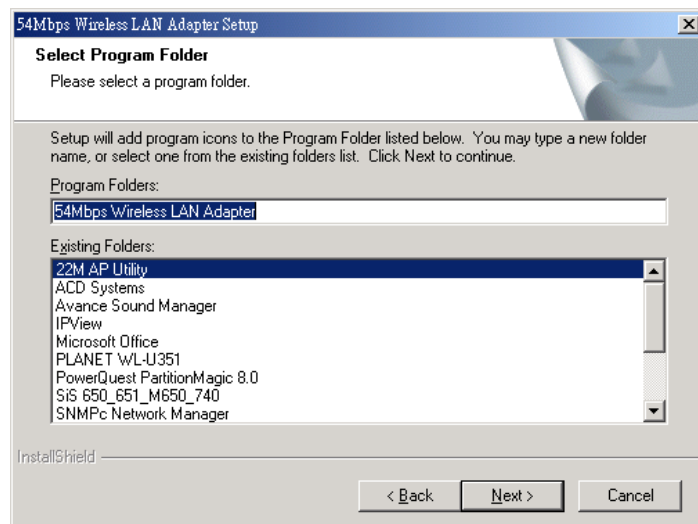 54Mbps Wireless LAN Adapter Setup
Select Program Folder
Please select a program folder.
Setup will add program icons to the Program Folder listed below. You may type a new folder
name, or select one from the existing folders list. Click Next to continue.
Program Folders:
54Mbps Wireless LAN Adapter
Existing Folders:
22M AP Utility
ACD Systems
Avance Sound Manager
IPView
Microsoft Office
PLANET WL-U351
PowerQuest PartitionMagic 8.0
SiS 650_651_M650_740
SNMPc Network Manager
InstallShield
< Back
Next >
Cancel